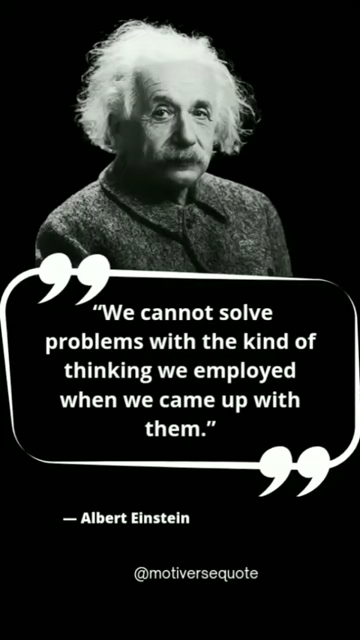 “We cannot solve
problems with the kind of
thinking we employed
when we came up with
them.”
— Albert Einstein
@motiversequote